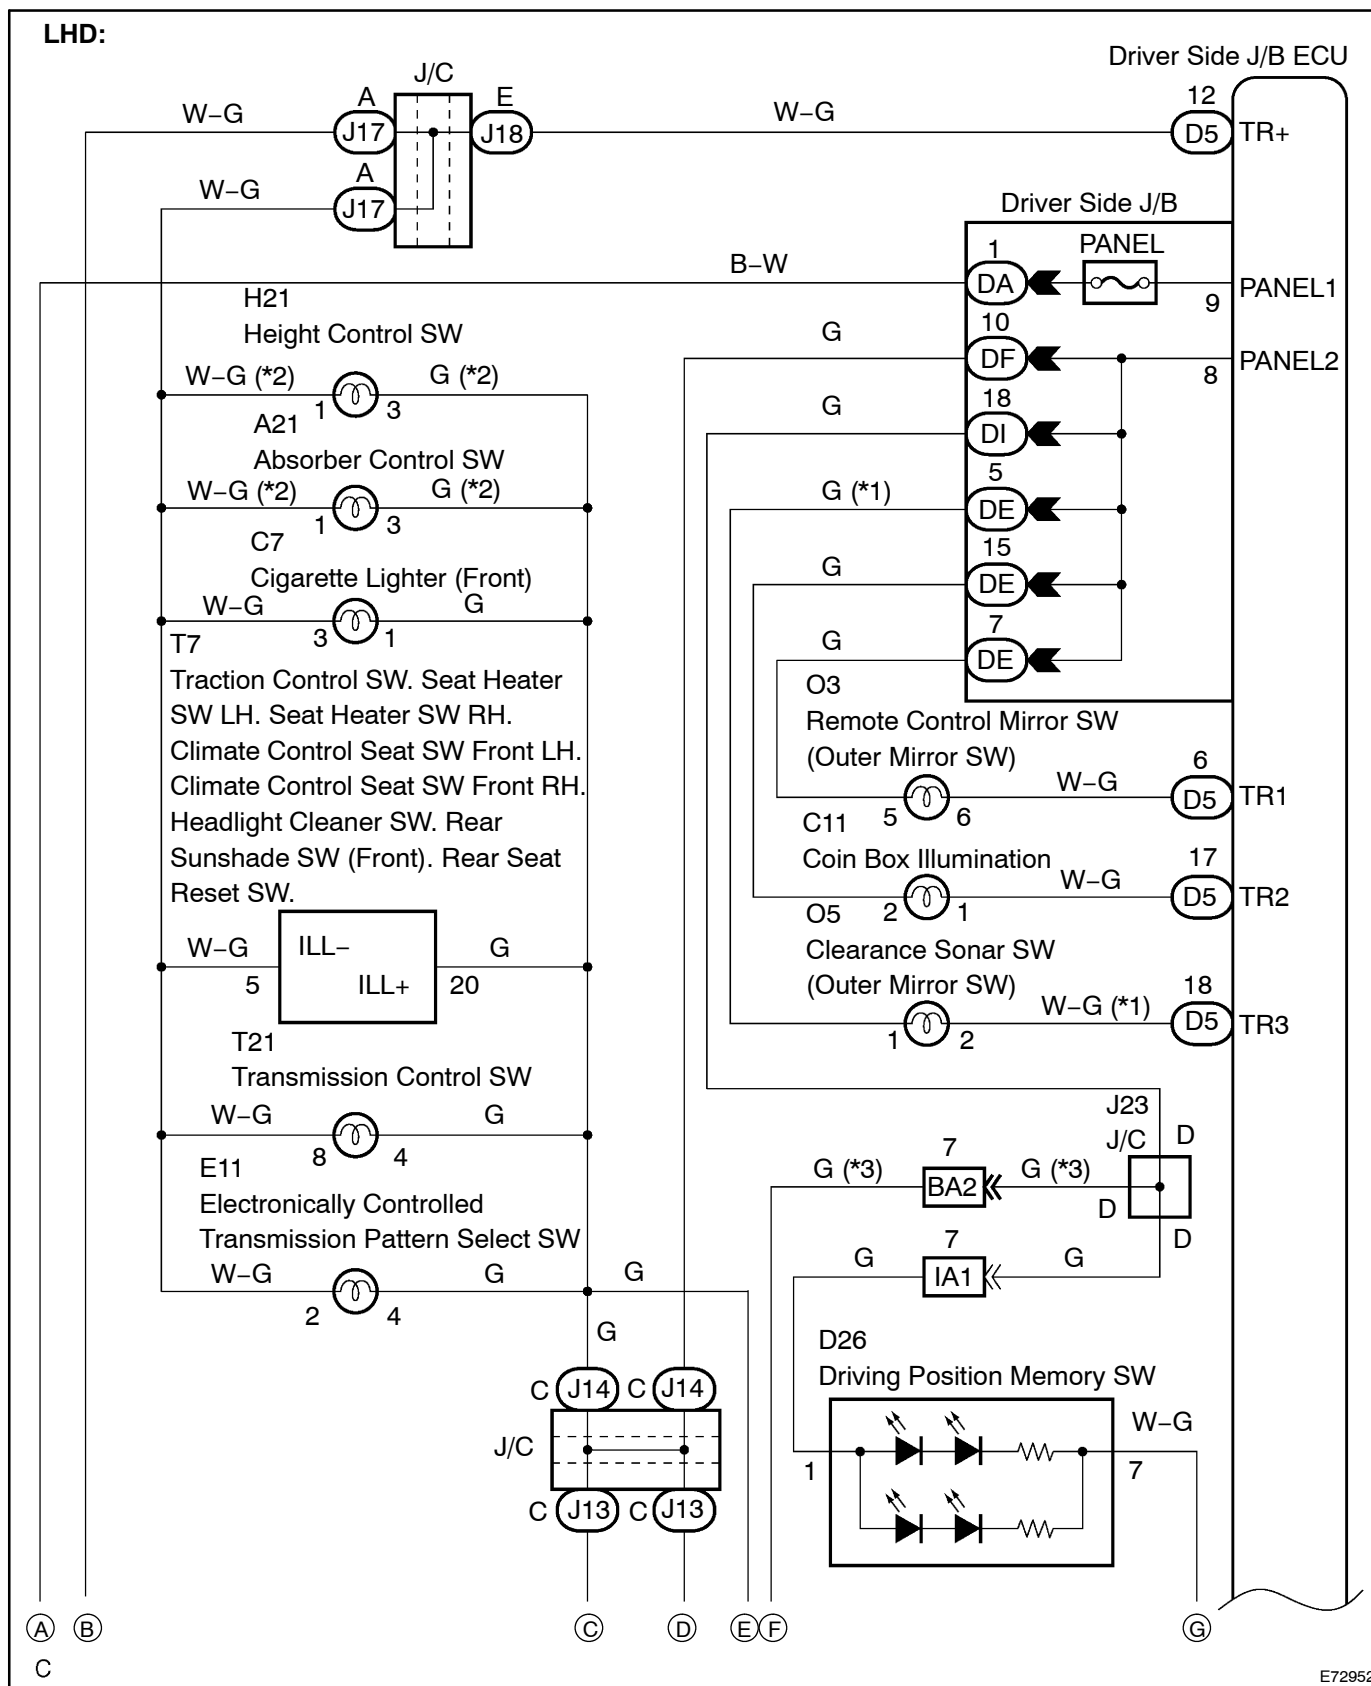 LHD:
Driver Side J/B ECU
J/C
A
E
12
W−G
J17
J18
W−G
D5
TR+
A
W−G
J17
Driver Side J/B
B−W
1
PANEL
DA
9
PANEL1
H21
Height Control SW
G
10
DF
8
PANEL2
W−G (*2)
G (*2)
1
3
G
18
DI
A21
Absorber Control SW
W−G (*2)
G (*2)
1
3
G (*1)
5
DE
C7
Cigarette Lighter (Front)
W−G
G
3
1
G
15
DE
T7
Traction Control SW. Seat Heater
SW LH. Seat Heater SW RH.
Climate Control Seat SW Front LH.
Climate Control Seat SW Front RH.
Headlight Cleaner SW. Rear
Sunshade SW (Front). Rear Seat
Reset SW.
G
7
DE
O3
Remote Control Mirror SW
(Outer Mirror SW)
5
6
W−G
6
D5
TR1
C11
Coin Box Illumination
2
1
W−G
17
D5
TR2
W−G
5
ILL−
ILL+
G
20
O5
Clearance Sonar SW
(Outer Mirror SW)
1
2
W−G (*1)
18
D5
TR3
T21
Transmission Control SW
W−G
G
8
4
J23
J/C
D
D
D
G (*3)
7
BA2
G (*3)
E11
Electronically Controlled
Transmission Pattern Select SW
W−G
G
2
4
G
G
7
IA1
G
G
D26
Driving Position Memory SW
1
7
W−G
C
J14
C
J14
J/C
C
J13
C
J13
A
B
C
D
E
F
G
C
E72952